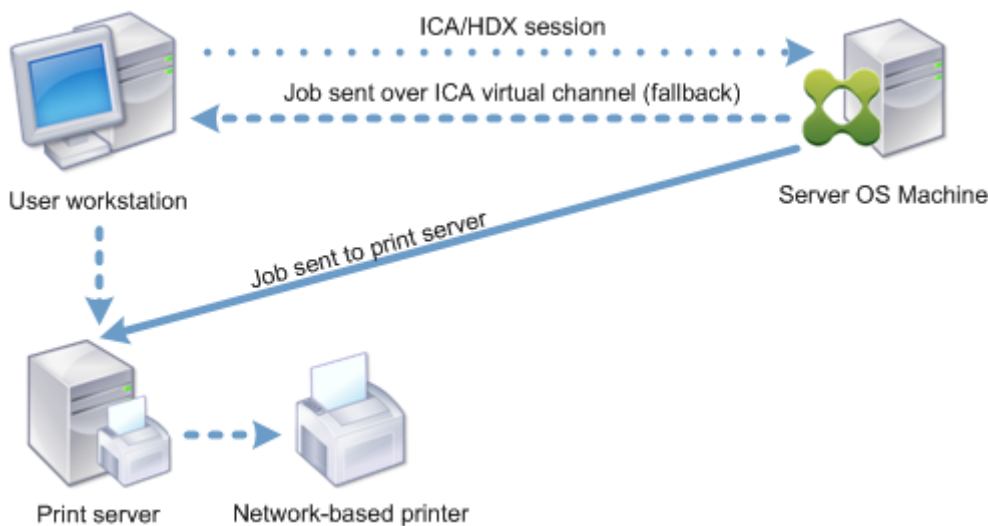 ICA/HDX session
Job sent over ICA virtual channel (fallback)
User workstation
Server OS Machine
Job sent to print server
Print server
Network-based printer